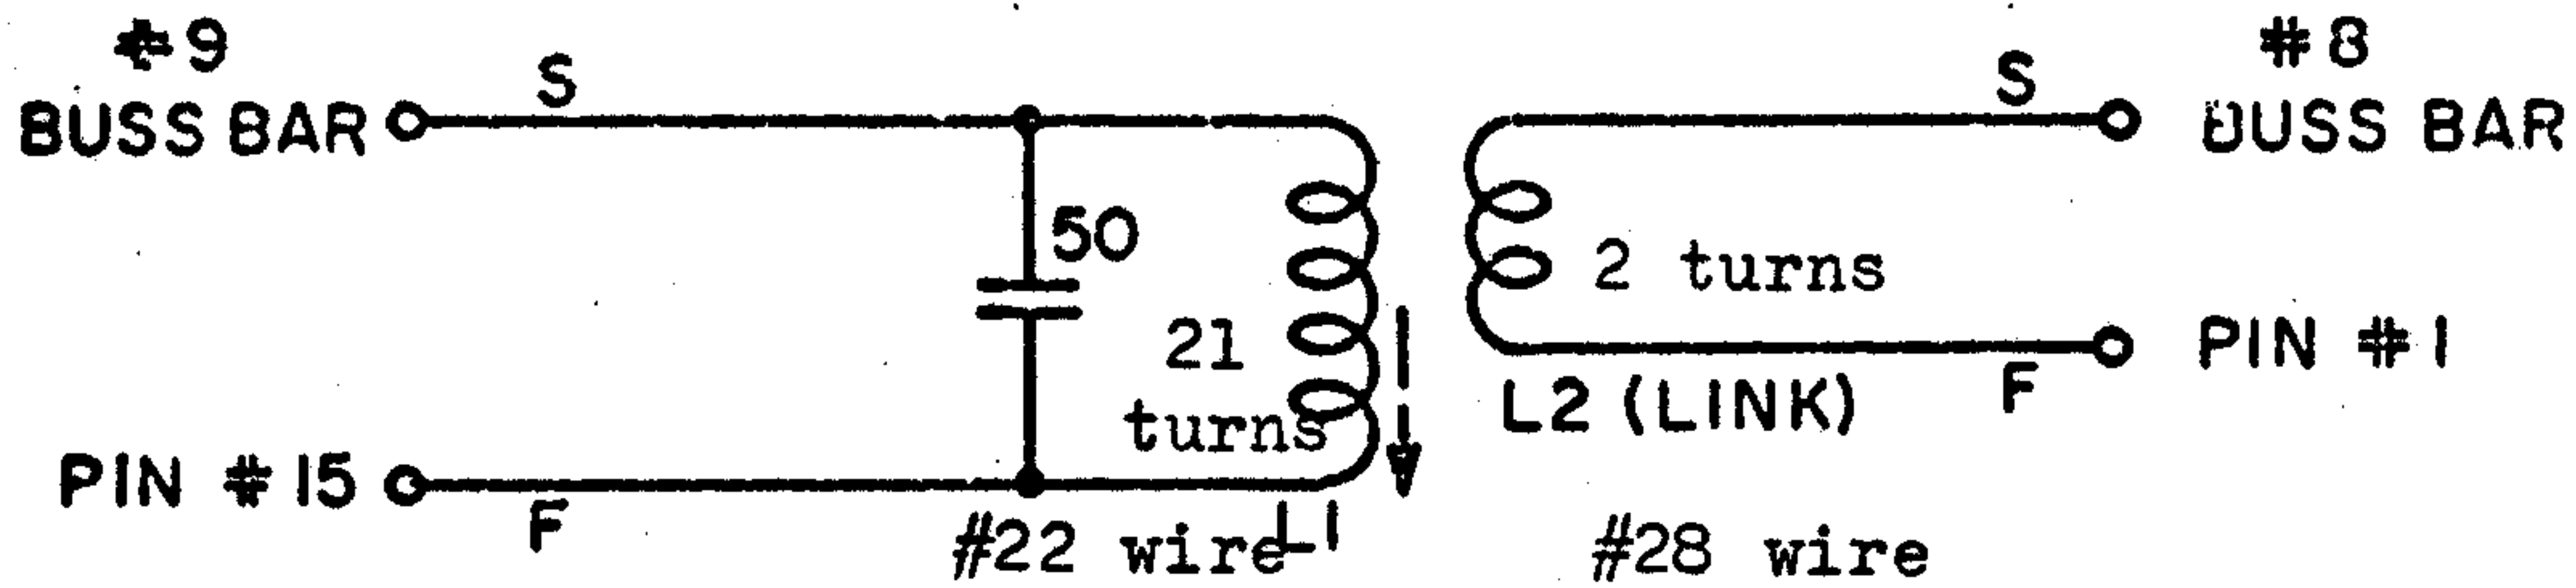 #9
BUSS BAR
S
50
21
turns
PIN #15
F
#22 wire
L1
S
#8
BUSS BAR
2 turns
PIN #1
F
L2 (LINK)
#28 wire